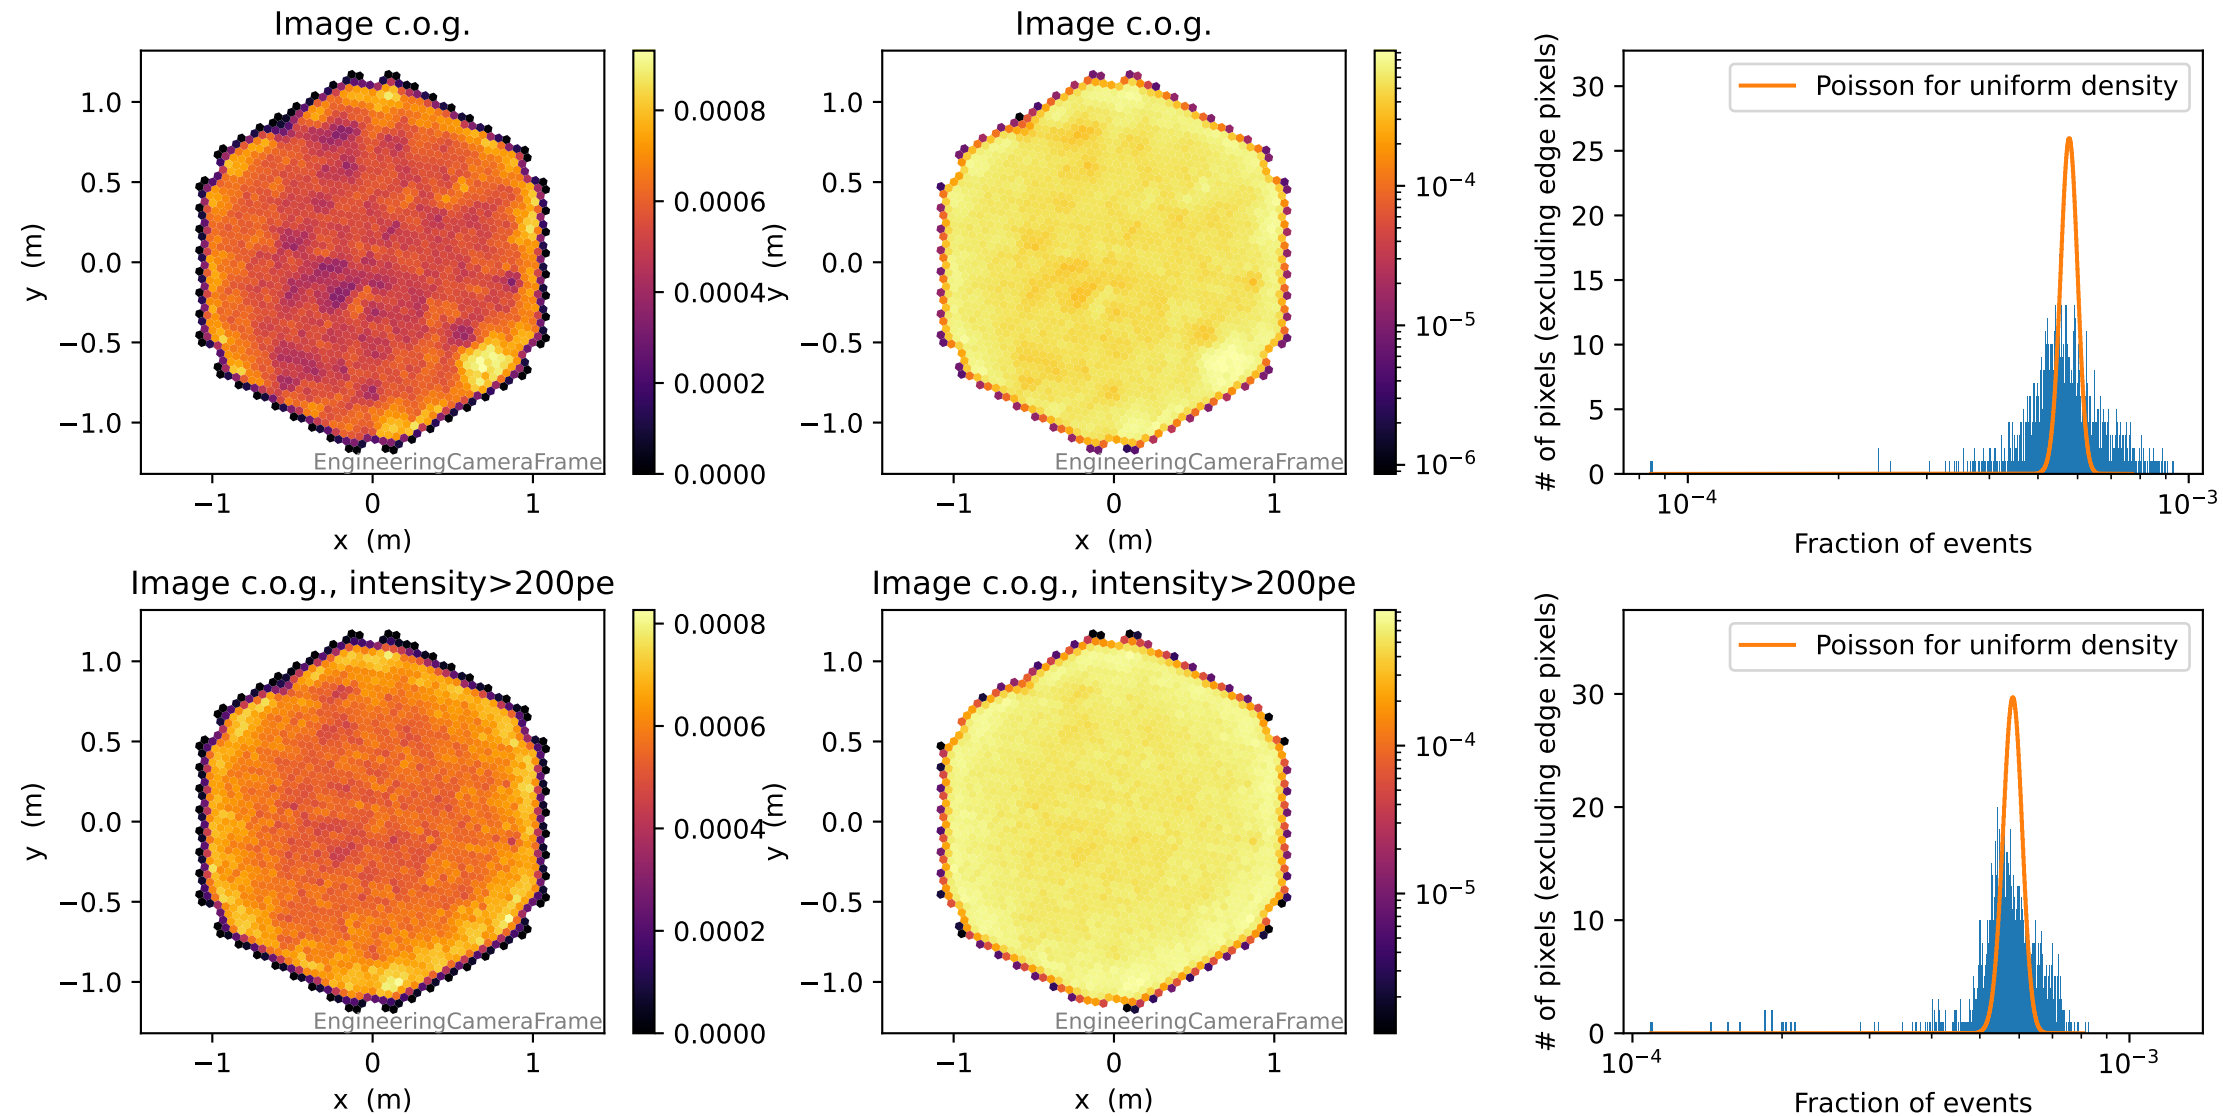 Image c.o.g.
1.0
0.5
0.0
−0.5
−1.0
y (m)
−1
0
1
x (m)
EngineeringCameraFrame
0.0008
0.0006
0.0004
0.0002
0.0000
Image c.o.g.
1.0
0.5
0.0
−0.5
−1.0
y (m)
−1
0
1
x (m)
EngineeringCameraFrame
10⁻⁴
10⁻⁵
10⁻⁶
# of pixels (excluding edge pixels)
30
25
20
15
10
5
0
Poisson for uniform density
10⁻⁴
10⁻³
Fraction of events
Image c.o.g., intensity>200pe
1.0
0.5
0.0
−0.5
−1.0
y (m)
−1
0
1
x (m)
EngineeringCameraFrame
0.0008
0.0006
0.0004
0.0002
0.0000
Image c.o.g., intensity>200pe
1.0
0.5
0.0
−0.5
−1.0
y (m)
−1
0
1
x (m)
EngineeringCameraFrame
10⁻⁴
10⁻⁵
# of pixels (excluding edge pixels)
30
20
10
0
Poisson for uniform density
10⁻⁴
10⁻³
Fraction of events